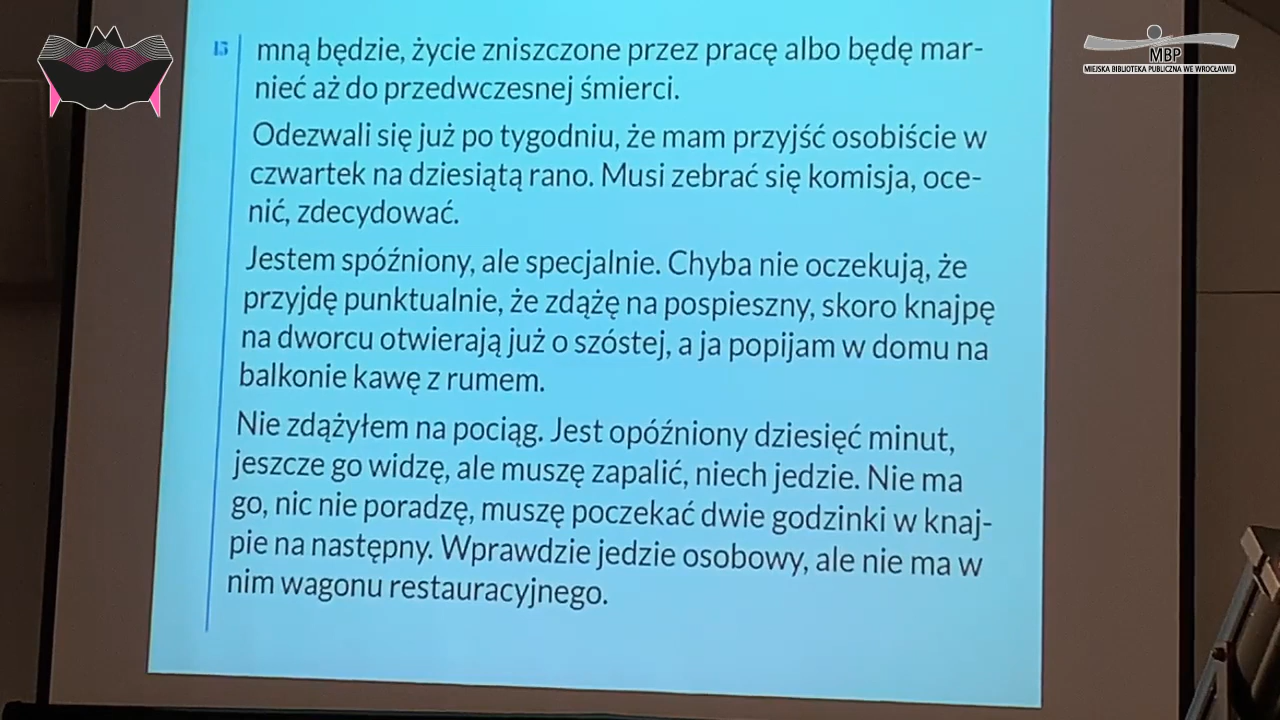 15
mną będzie, życie zniszczone przez pracę albo będę mar-
nieć aż do przedwczesnej śmierci.
Odezwali się już po tygodniu, że mam przyjść osobiście w
czwartek na dziesiątą rano. Musi zebrać się komisja, oce-
nić, zdecydować.
Jestem spóźniony, ale specjalnie. Chyba nie oczekują, że
przyjdę punktualnie, że zdążę na pospieszny, skoro knajpę
na dworcu otwierają już o szóstej, a ja popijam w domu na
balkonie kawę z rumem.
Nie zdążyłem na pociąg. Jest opóźniony dziesięć minut,
jeszcze go widzę, ale muszę zapalić, niech jedzie. Nie ma
go, nic nie poradzę, muszę poczekać dwie godzinki w knaj-
pie na następny. Wprawdzie jedzie osobowy, ale nie ma w
nim wagonu restauracyjnego.
MBP
MIEJSKA BIBLIOTEKA PUBLICZNA WE WROCŁAWIU